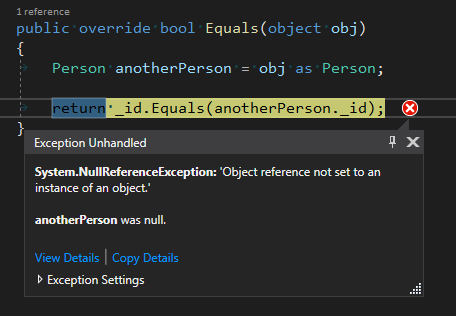 1 reference
public override bool Equals(object obj)
{
Person anotherPerson = obj as Person;
return _id.Equals(anotherPerson._id);
}
Exception Unhandled
System.NullReferenceException: 'Object reference not set to an
instance of an object.'
anotherPerson was null.
View Details | Copy Details
Exception Settings